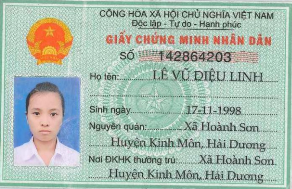 CỘNG HÒA XÃ HỘI CHỦ NGHĨA VIỆT NAM
Độc lập - Tự do - Hạnh phúc
GIẤY CHỨNG MINH NHÂN DÂN
SỐ 142864203
Họ tên: LÊ VŨ DIỆU LINH
Sinh ngày 17-11-1998
Nguyên quán: Xã Hoành Sơn
Huyện Kinh Môn, Hải Dương
Nơi ĐKHK thường trú: Xã Hoành Sơn
Huyện Kinh Môn, Hải Dương